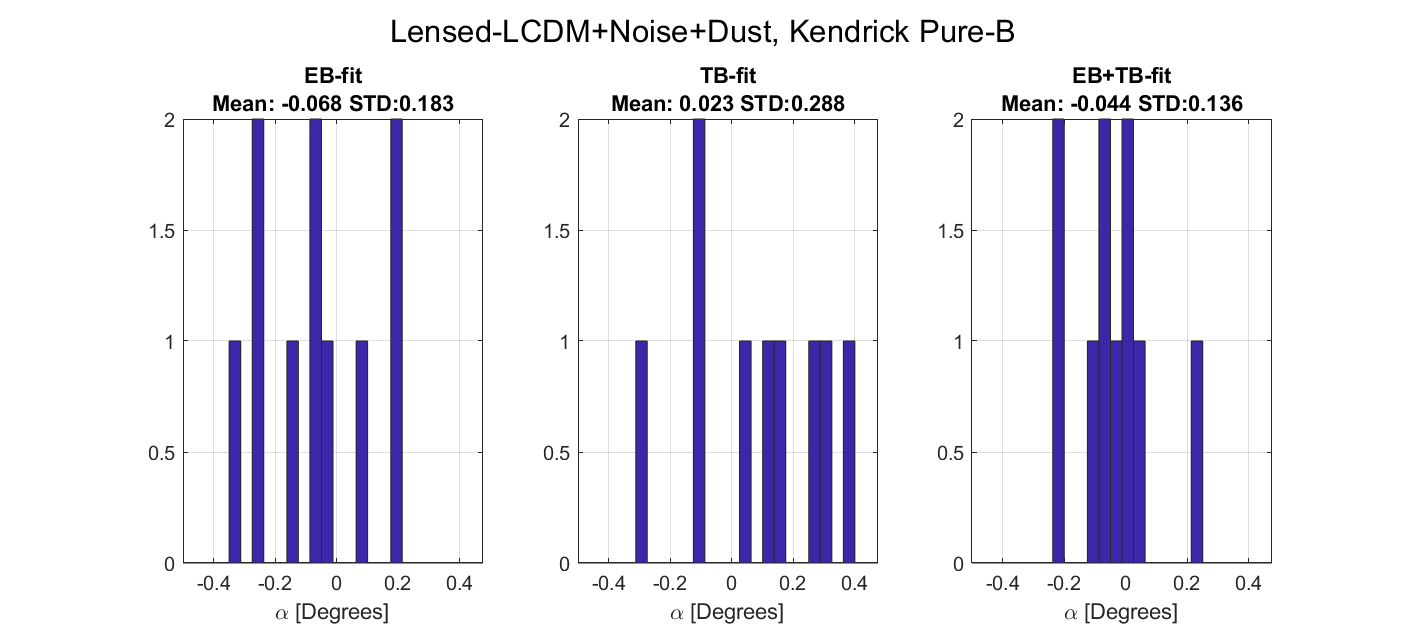 Lensed-LCDM+Noise+Dust, Kendrick Pure-B
EB-fit
Mean: -0.068 STD:0.183
2
1.5
1
0.5
0
-0.4 -0.2 0 0.2 0.4
α [Degrees]
TB-fit
Mean: 0.023 STD:0.288
2
1.5
1
0.5
0
-0.4 -0.2 0 0.2 0.4
α [Degrees]
EB+TB-fit
Mean: -0.044 STD:0.136
2
1.5
1
0.5
0
-0.4 -0.2 0 0.2 0.4
α [Degrees]